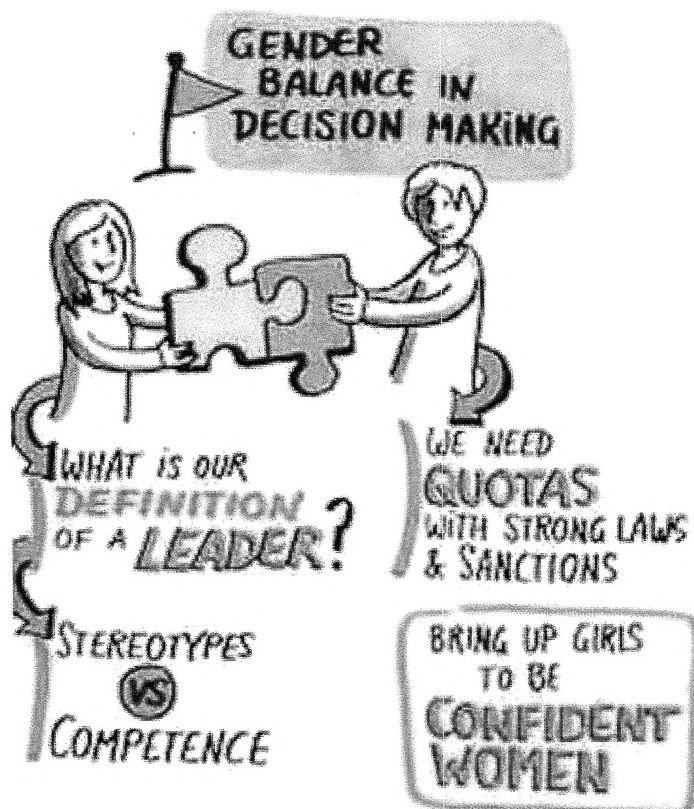 GENDER
BALANCE IN
DECISION MAKING
WHAT IS OUR
DEFINITION
OF A LEADER?
STEREOTYPES
VS
COMPETENCE
WE NEED
QUOTAS
WITH STRONG LAWS
& SANCTIONS
BRING UP GIRLS
TO BE
CONFIDENT
WOMEN